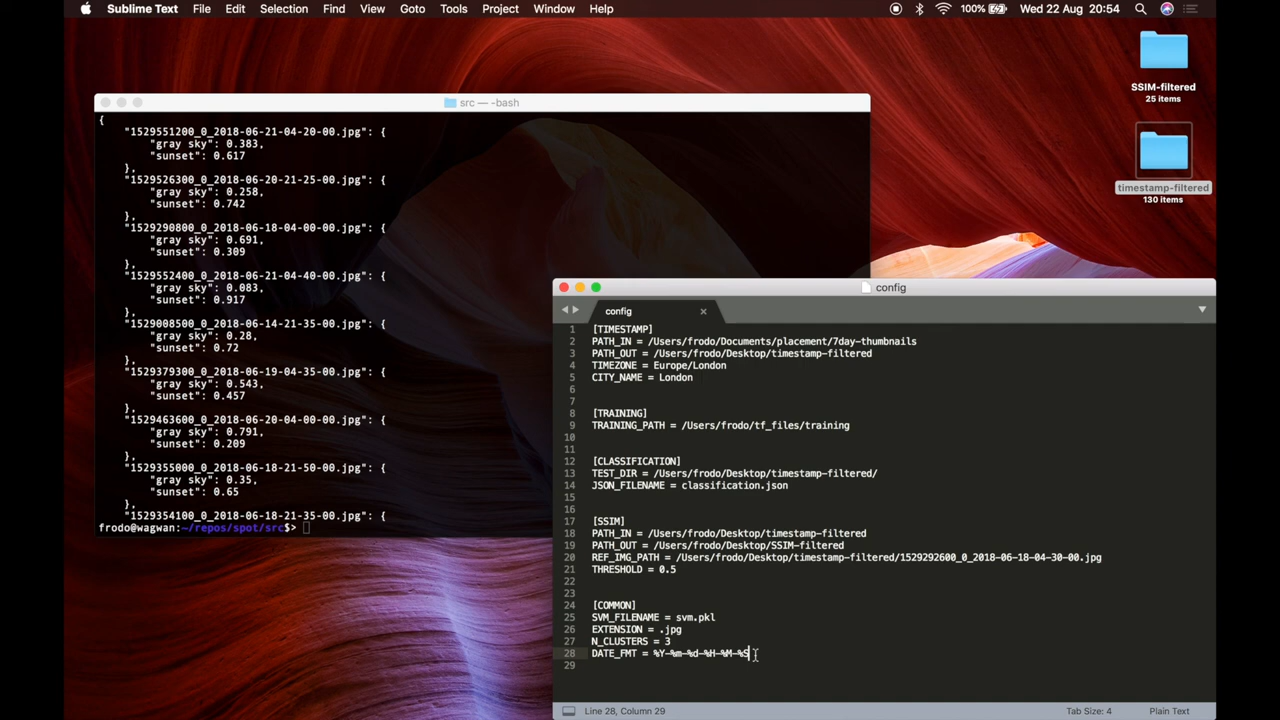 Sublime Text File Edit Selection Find View Goto Tools Project Window Help 100% Wed 22 Aug 20:54
SSIM-filtered
25 items
timestamp-filtered
130 items
src — -bash
{
"1529551200_0_2018-06-21-04-20-00.jpg": {
"gray sky": 0.383,
"sunset": 0.617
},
"1529526300_0_2018-06-20-21-25-00.jpg": {
"gray sky": 0.258,
"sunset": 0.742
},
"1529290800_0_2018-06-18-04-00-00.jpg": {
"gray sky": 0.691,
"sunset": 0.309
},
"1529552400_0_2018-06-21-04-40-00.jpg": {
"gray sky": 0.083,
"sunset": 0.917
},
"1529008500_0_2018-06-14-21-35-00.jpg": {
"gray sky": 0.28,
"sunset": 0.72
},
"1529379300_0_2018-06-19-04-35-00.jpg": {
"gray sky": 0.543,
"sunset": 0.457
},
"1529463600_0_2018-06-20-04-00-00.jpg": {
"gray sky": 0.791,
"sunset": 0.209
},
"1529355000_0_2018-06-18-21-50-00.jpg": {
"gray sky": 0.35,
"sunset": 0.65
},
"1529354100_0_2018-06-18-21-35-00.jpg": {
frodo@wagwan:~/repos/spot/src$>
config
config
1 [TIMESTAMP]
2 PATH_IN = /Users/frodo/Documents/placement/7day-thumbnails
3 PATH_OUT = /Users/frodo/Desktop/timestamp-filtered
4 TIMEZONE = Europe/London
5 CITY_NAME = London
6
7
8 [TRAINING]
9 TRAINING_PATH = /Users/frodo/tf_files/training
10
11
12 [CLASSIFICATION]
13 TEST_DIR = /Users/frodo/Desktop/timestamp-filtered/
14 JSON_FILENAME = classification.json
15
16
17 [SSIM]
18 PATH_IN = /Users/frodo/Desktop/timestamp-filtered
19 PATH_OUT = /Users/frodo/Desktop/SSIM-filtered
20 REF_IMG_PATH = /Users/frodo/Desktop/timestamp-filtered/1529292600_0_2018-06-18-04-30-00.jpg
21 THRESHOLD = 0.5
22
23
24 [COMMON]
25 SVM_FILENAME = svm.pkl
26 EXTENSION = .jpg
27 N_CLUSTERS = 3
28 DATE_FMT = %Y-%m-%d-%H-%M-%S
29
Line 28, Column 29 Tab Size: 4 Plain Text